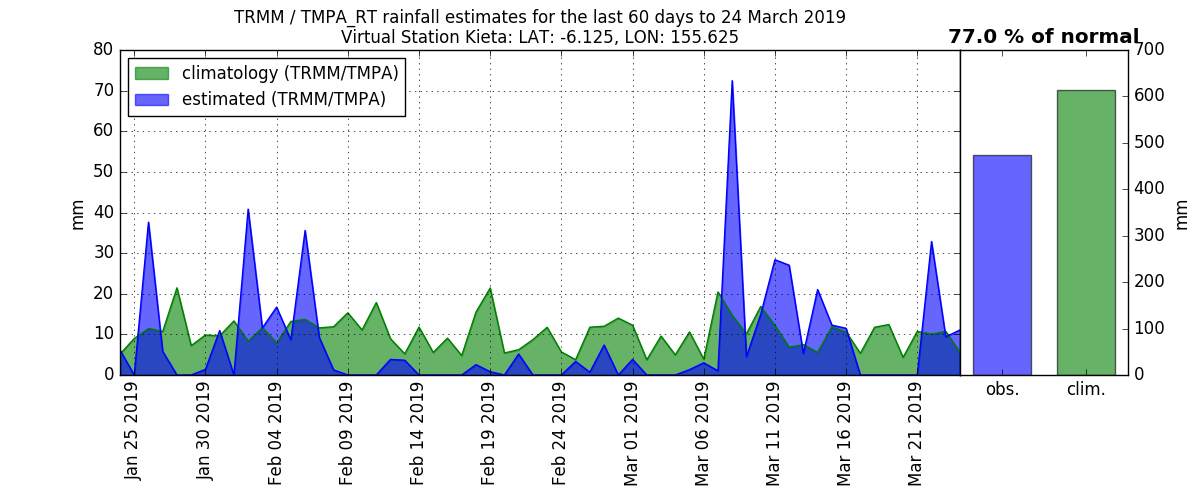 TRMM / TMPA_RT rainfall estimates for the last 60 days to 24 March 2019
Virtual Station Kieta: LAT: -6.125, LON: 155.625
77.0 % of normal
climatology (TRMM/TMPA)
estimated (TRMM/TMPA)
mm
80
70
60
50
40
30
20
10
0
Jan 25 2019
Jan 30 2019
Feb 04 2019
Feb 09 2019
Feb 14 2019
Feb 19 2019
Feb 24 2019
Mar 01 2019
Mar 06 2019
Mar 11 2019
Mar 16 2019
Mar 21 2019
obs.
clim.
700
600
500
400
300
200
100
0
mm